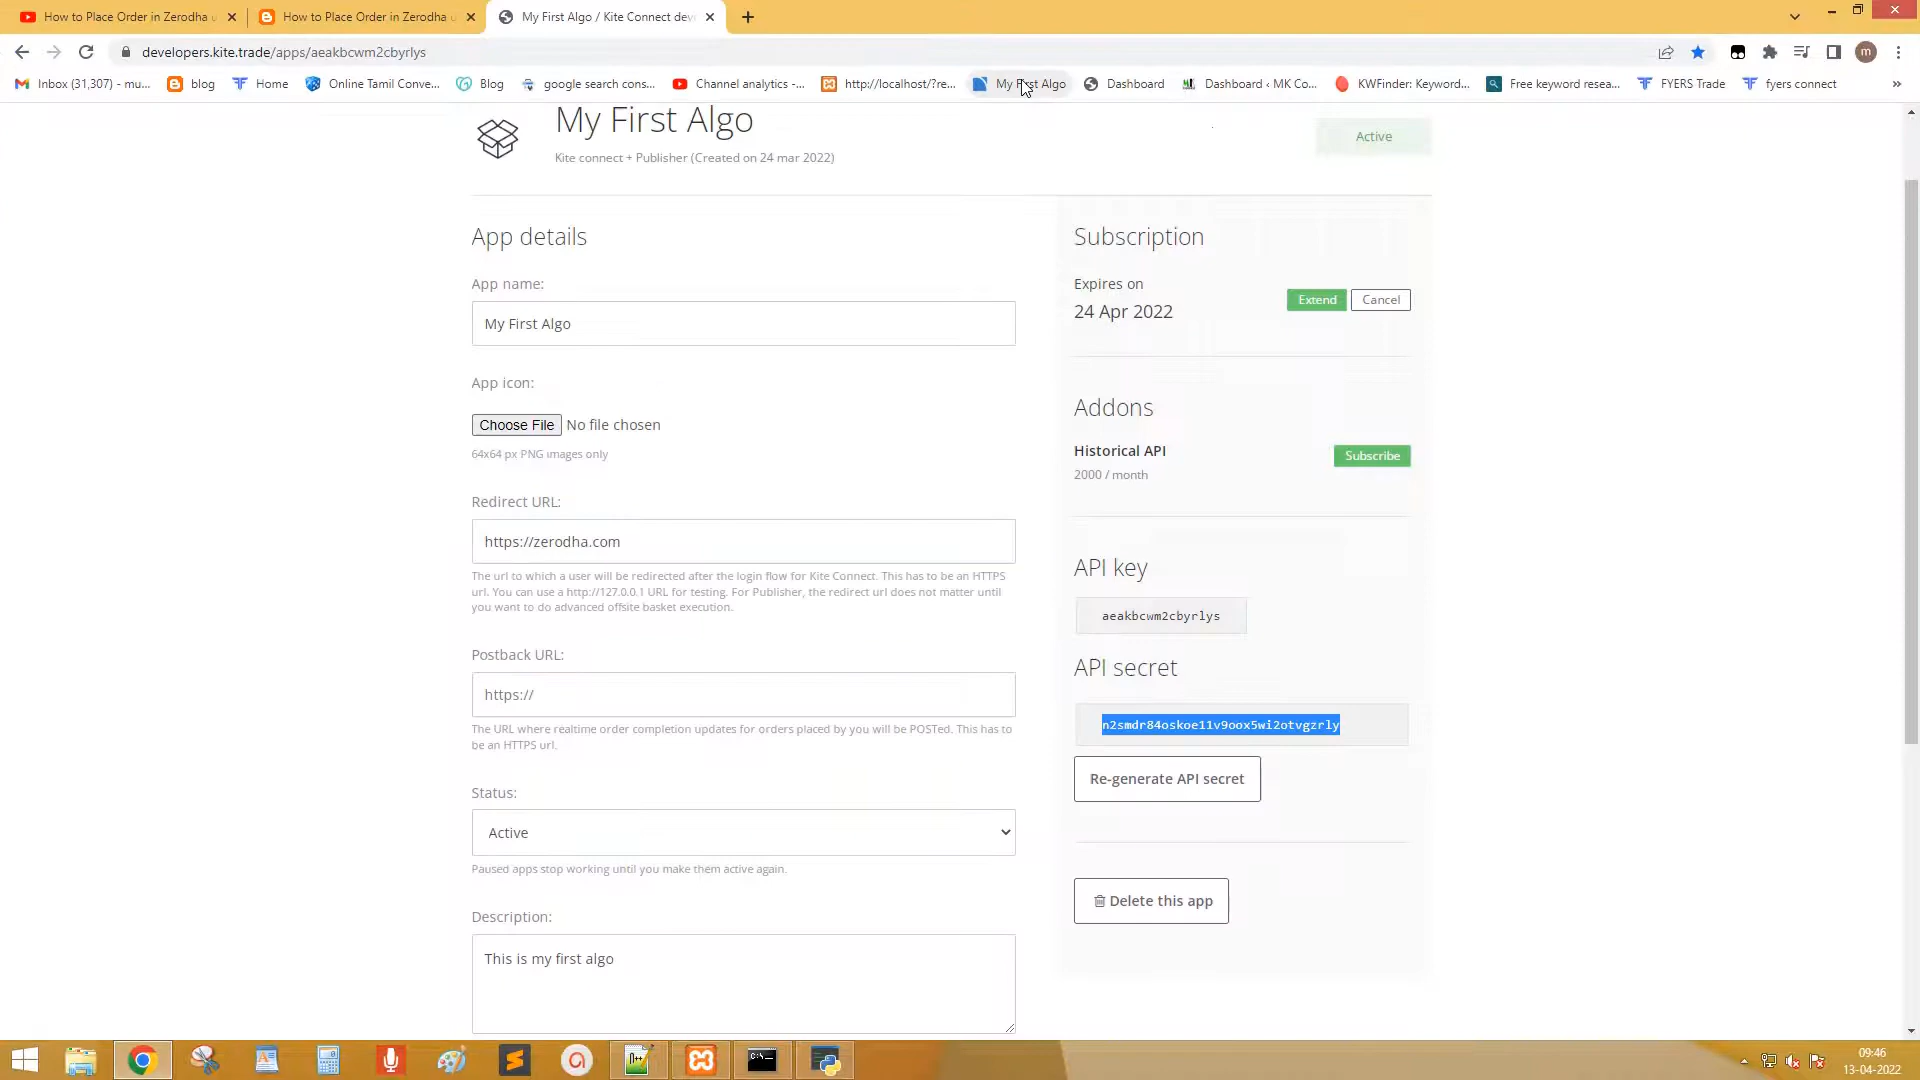 How to Place Order in Zerodha u
How to Place Order in Zerodha u
My First Algo / Kite Connect dev
developers.kite.trade/apps/aeakbcwm2cbyrlys
m
Inbox (31,307) - mu...
blog
Home
Online Tamil Conve...
Blog
google search cons...
Channel analytics -...
http://localhost/?re...
My First Algo
Dashboard
Dashboard ‹ MK Co...
KWFinder: Keyword...
Free keyword resea...
FYERS Trade
fyers connect
»
My First Algo
Kite connect + Publisher (Created on 24 mar 2022)
Active
App details
App name:
My First Algo
App icon:
Choose File No file chosen
64x64 px PNG images only
Redirect URL:
https://zerodha.com
The url to which a user will be redirected after the login flow for Kite Connect. This has to be an HTTPS
url. You can use a http://127.0.0.1 URL for testing. For Publisher, the redirect url does not matter until
you want to do advanced offsite basket execution.
Postback URL:
https://
The URL where realtime order completion updates for orders placed by you will be POSTed. This has to
be an HTTPS url.
Status:
Active
Paused apps stop working until you make them active again.
Description:
This is my first algo
Subscription
Expires on
24 Apr 2022
Extend
Cancel
Addons
Historical API
2000 / month
Subscribe
API key
aeakbcwm2cbyrlys
API secret
n2smdr84oskoe11v9oox5wi2otvgzrly
Re-generate API secret
Delete this app
09:46
13-04-2022